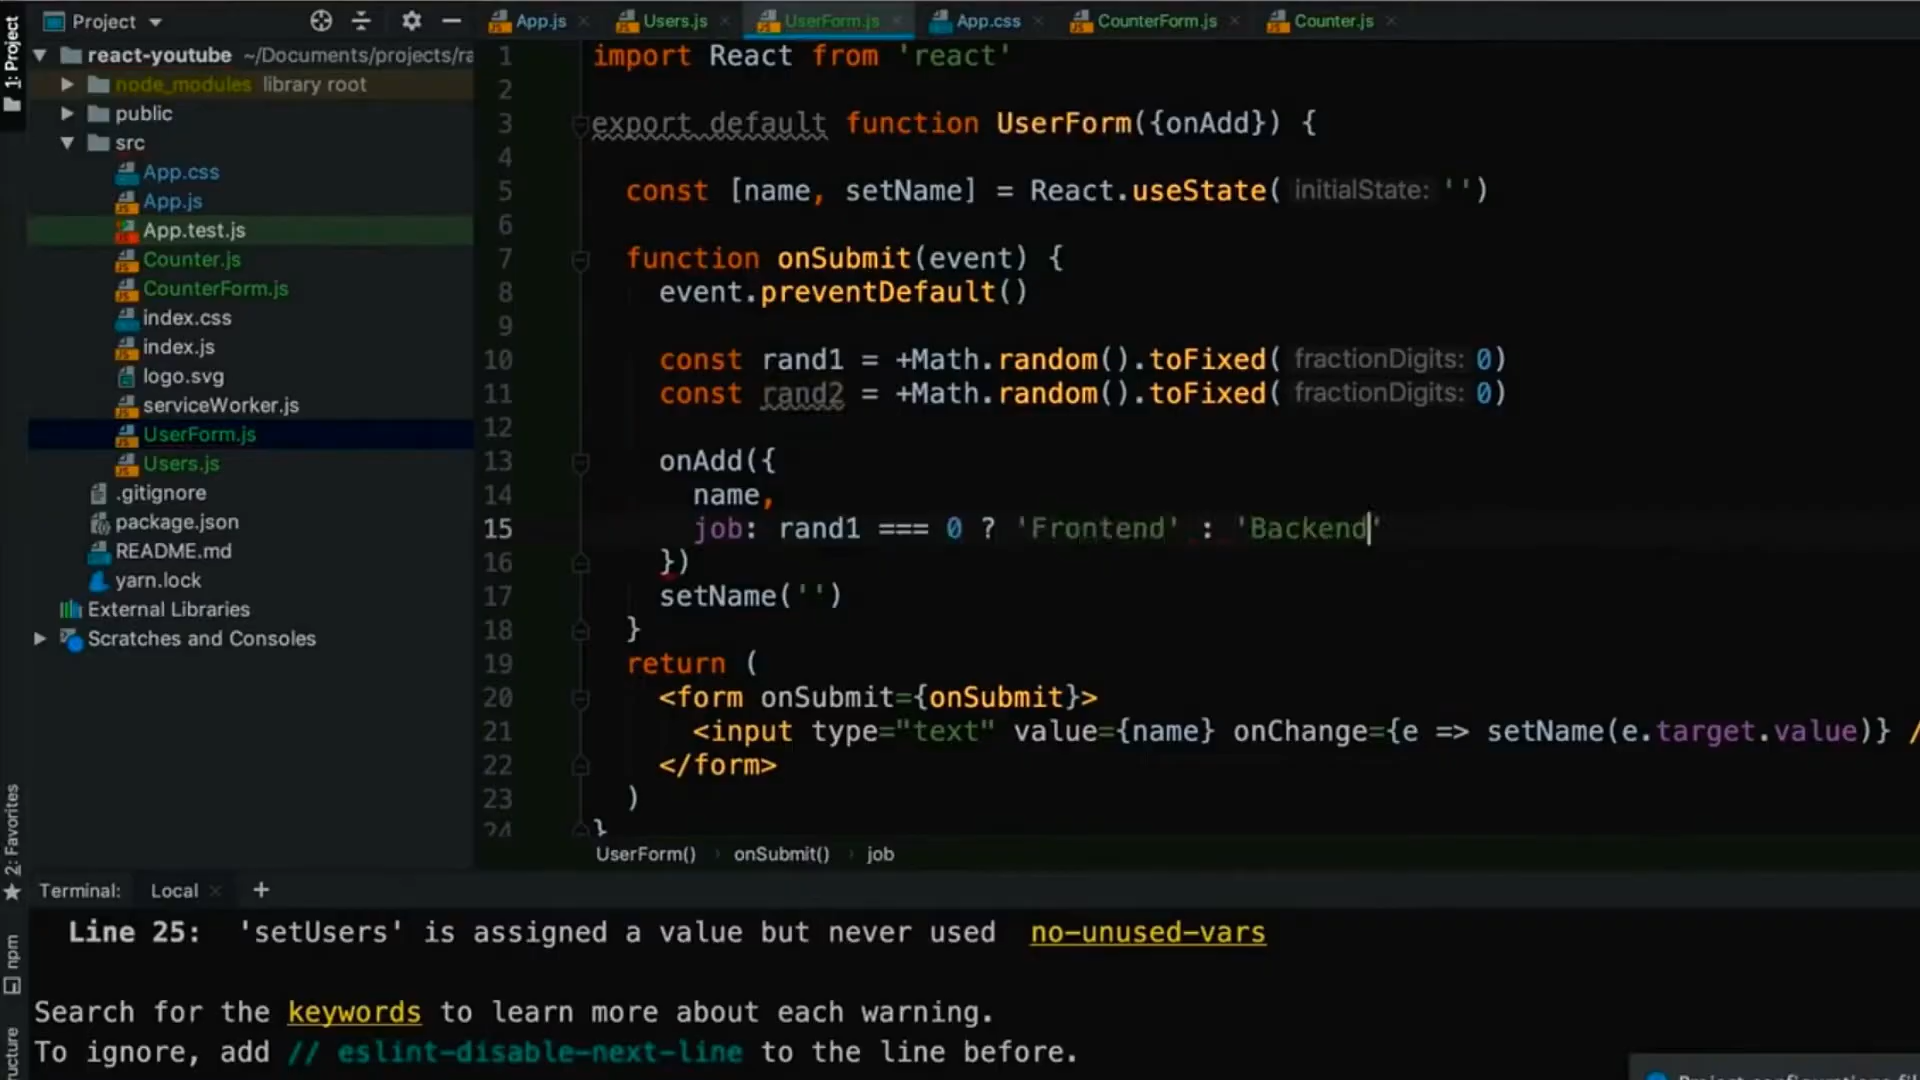 1: Project
Project
App.js
Users.js
UserForm.js
App.css
CounterForm.js
Counter.js
react-youtube ~/Documents/projects/ra
node_modules library root
public
src
App.css
App.js
App.test.js
Counter.js
CounterForm.js
index.css
index.js
logo.svg
serviceWorker.js
UserForm.js
Users.js
.gitignore
package.json
README.md
yarn.lock
External Libraries
Scratches and Consoles
1 import React from 'react'
2
3 export default function UserForm({onAdd}) {
4
5 const [name, setName] = React.useState( initialState: '')
6
7 function onSubmit(event) {
8 event.preventDefault()
9
10 const rand1 = +Math.random().toFixed( fractionDigits: 0)
11 const rand2 = +Math.random().toFixed( fractionDigits: 0)
12
13 onAdd({
14 name,
15 job: rand1 === 0 ? 'Frontend' : 'Backend'
16 })
17 setName('')
18 }
19 return (
20 <form onSubmit={onSubmit}>
21 <input type="text" value={name} onChange={e => setName(e.target.value)} /
22 </form>
23 )
24 }
UserForm() › onSubmit() › job
2: Favorites
npm
ructure
Terminal: Local +
Line 25: 'setUsers' is assigned a value but never used no-unused-vars
Search for the keywords to learn more about each warning.
To ignore, add // eslint-disable-next-line to the line before.